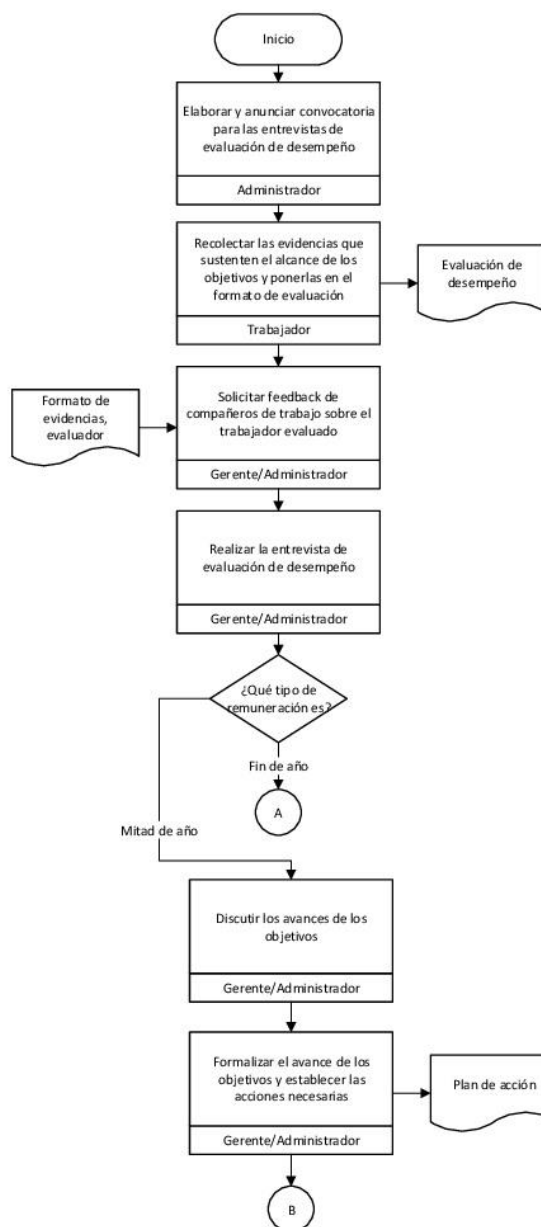 Inicio
Elaborar y anunciar convocatoria
para las entrevistas de
evaluación de desempeño
Administrador
Recolectar las evidencias que
sustenten el alcance de los
objetivos y ponerlas en el
formato de evaluación
Trabajador
Evaluación de
desempeño
Formato de
evidencias,
evaluador
Solicitar feedback de
compañeros de trabajo sobre el
trabajador evaluado
Gerente/Administrador
Realizar la entrevista de
evaluación de desempeño
Gerente/Administrador
¿Qué tipo de
remuneración es?
Fin de año
A
Mitad de año
Discutir los avances de los
objetivos
Gerente/Administrador
Formalizar el avance de los
objetivos y establecer las
acciones necesarias
Gerente/Administrador
Plan de acción
B